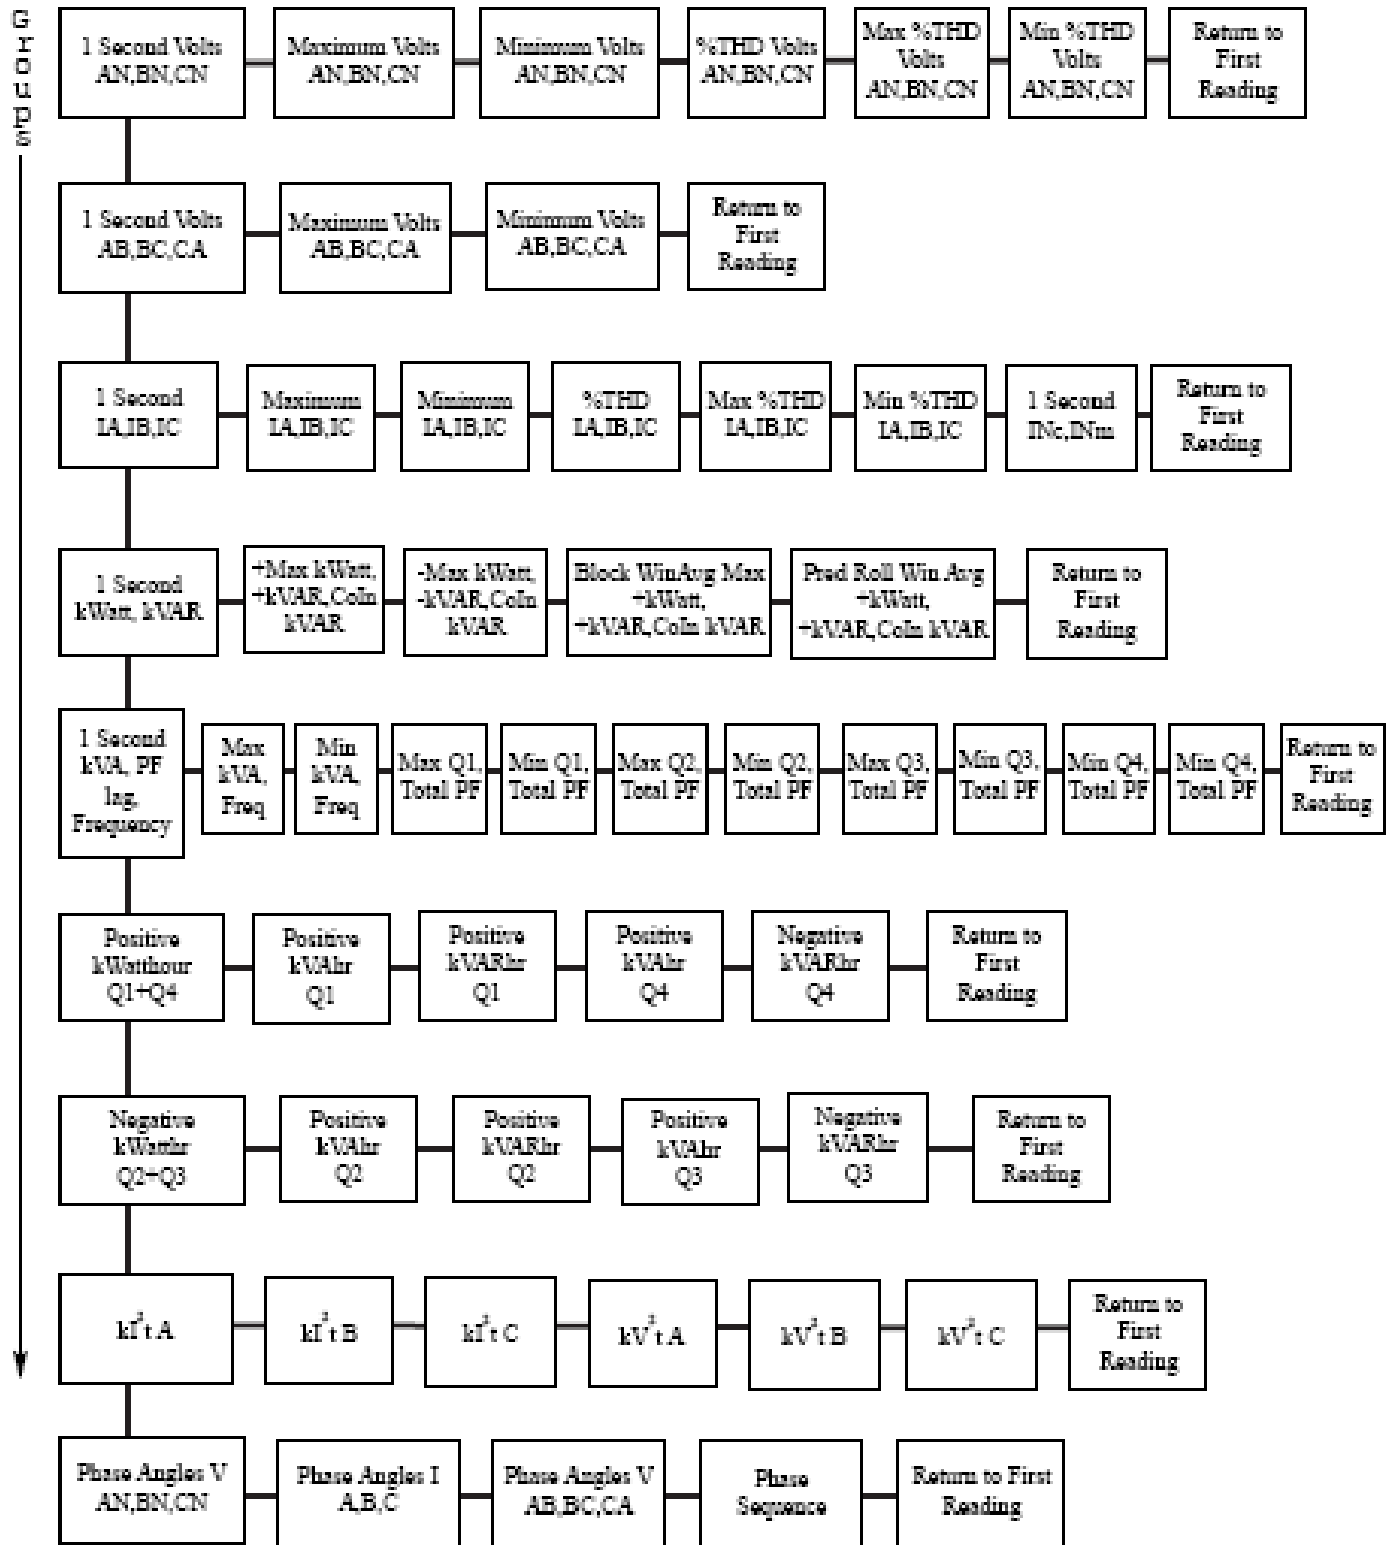 Groups
1 Second Volts
AN,BN,CN
Maximum Volts
AN,BN,CN
Minimum Volts
AN,BN,CN
%THD Volts
AN,BN,CN
Max %THD
Volts
AN,BN,CN
Min %THD
Volts
AN,BN,CN
Return to
First
Reading
1 Second Volts
AB,BC,CA
Maximum Volts
AB,BC,CA
Minimum Volts
AB,BC,CA
Return to
First
Reading
1 Second
IA,IB,IC
Maximum
IA,IB,IC
Minimum
IA,IB,IC
%THD
IA,IB,IC
Max %THD
IA,IB,IC
Min %THD
IA,IB,IC
1 Second
INc,INm
Return to
First
Reading
1 Second
kWatt, kVAR
+Max kWatt,
+kVAR,CoIn
kVAR
-Max kWatt,
-kVAR,CoIn
kVAR
Block WinAvg Max
+kWatt,
+kVAR,CoIn kVAR
Pred Roll Win Avg
+kWatt,
+kVAR,CoIn kVAR
Return to
First
Reading
1 Second
kVA, PF
lag,
Frequency
Max
kVA,
Freq
Min
kVA,
Freq
Max Q1,
Total PF
Min Q1,
Total PF
Max Q2,
Total PF
Min Q2,
Total PF
Max Q3,
Total PF
Min Q3,
Total PF
Min Q4,
Total PF
Min Q4,
Total PF
Return to
First
Reading
Positive
kWatthour
Q1+Q4
Positive
kVAhr
Q1
Positive
kVARhr
Q1
Positive
kVAhr
Q4
Negative
kVARhr
Q4
Return to
First
Reading
Negative
kWatthr
Q2+Q3
Positive
kVAhr
Q2
Positive
kVARhr
Q2
Positive
kVAhr
Q3
Negative
kVARhr
Q3
Return to
First
Reading
kI²t A
kI²t B
kI²t C
kV²t A
kV²t B
kV²t C
Return to
First
Reading
Phase Angles V
AN,BN,CN
Phase Angles I
A,B,C
Phase Angles V
AB,BC,CA
Phase
Sequence
Return to First
Reading